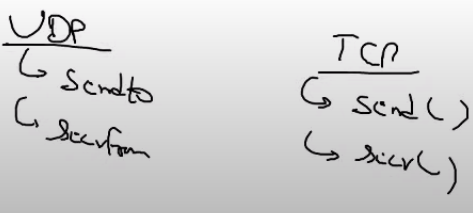 UDP
sendto
recvfrom
TCP
send()
recv()